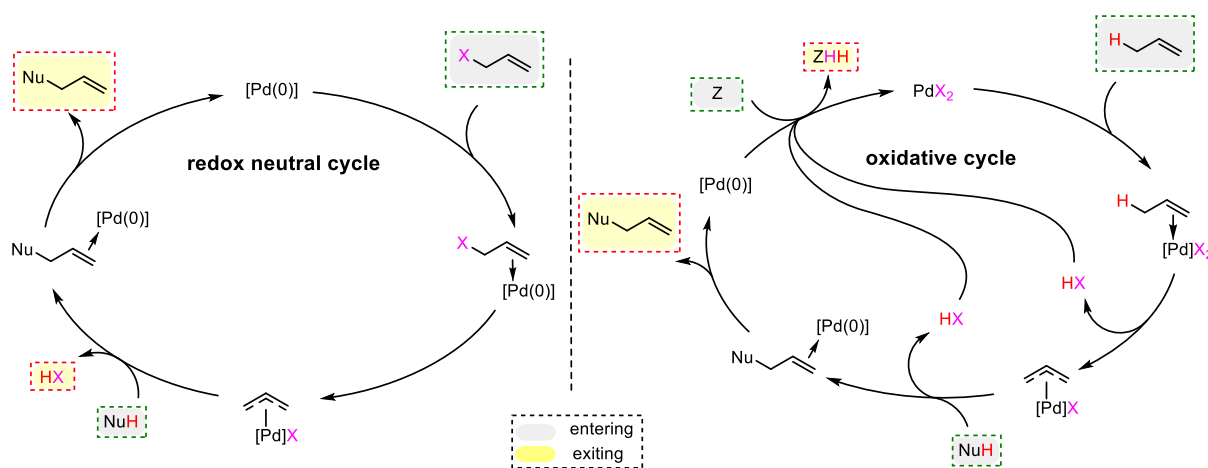 X
ZHH
H
Nu
[Pd(0)]
Z
PdX2
redox neutral cycle
oxidative cycle
[Pd(0)]
[Pd(0)]
H
Nu
Nu
X
[Pd]X2
[Pd(0)]
HX
HX
[Pd(0)]
Nu
HX
NuH
[Pd]X
[Pd]X
entering
exiting
NuH